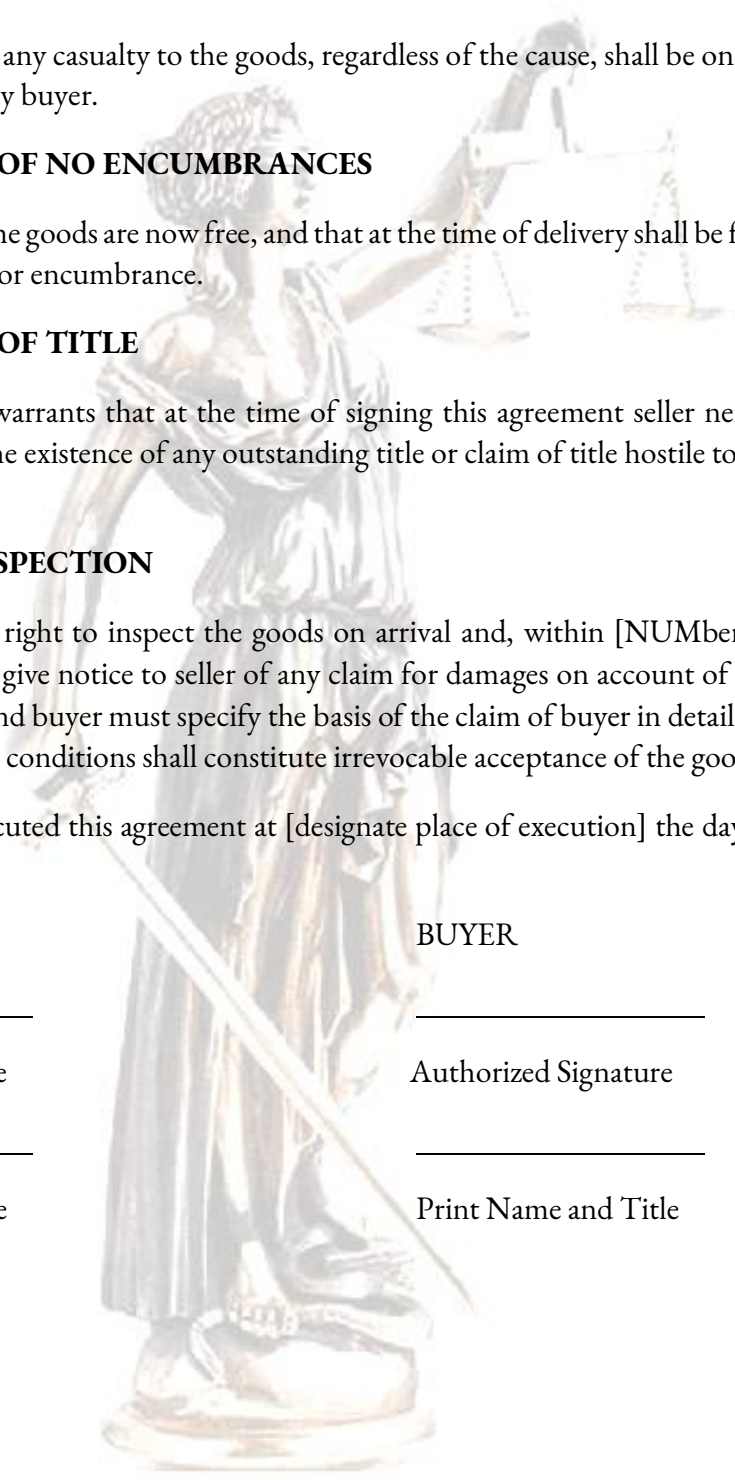 any casualty to the goods, regardless of the cause, shall be on
y buyer.
OF NO ENCUMBRANCES
he goods are now free, and that at the time of delivery shall be f
or encumbrance.
OF TITLE
warrants that at the time of signing this agreement seller ne
he existence of any outstanding title or claim of title hostile to
SPECTION
right to inspect the goods on arrival and, within [NUMber
give notice to seller of any claim for damages on account of
nd buyer must specify the basis of the claim of buyer in detail
conditions shall constitute irrevocable acceptance of the goo
cuted this agreement at [designate place of execution] the day
BUYER
e Authorized Signature
e Print Name and Title